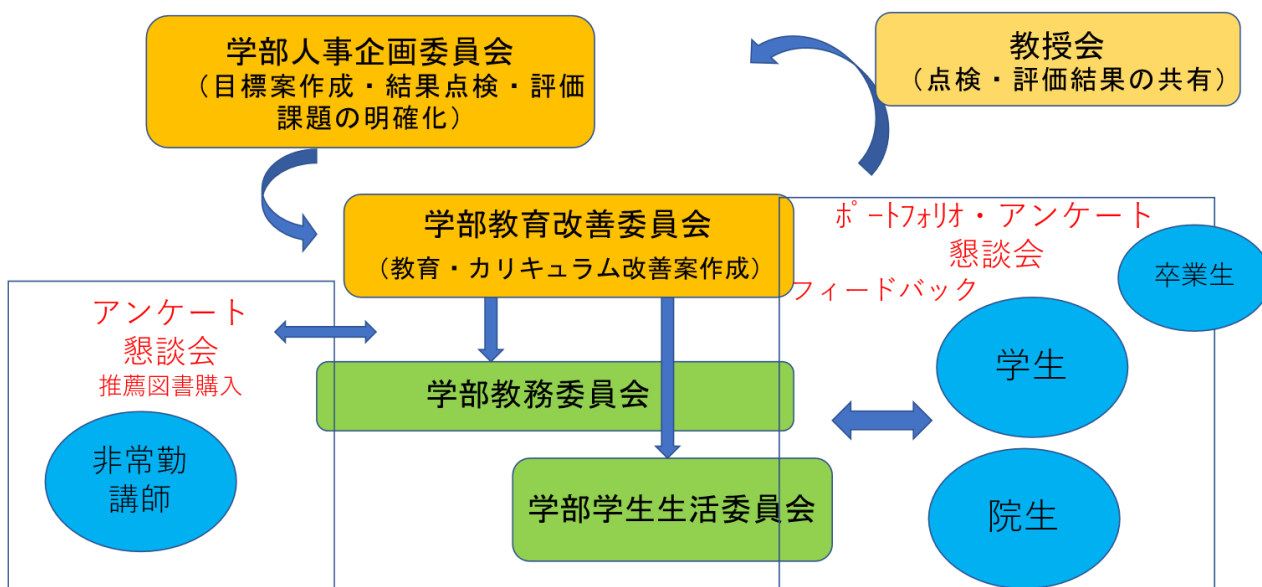 学部人事企画委員会
（目標案作成・結果点検・評価
課題の明確化）
教授会
（点検・評価結果の共有）
学部教育改善委員会
（教育・カリキュラム改善案作成）
ﾎﾟｰﾄﾌｫﾘｵ・アンケート
懇談会
フィードバック
卒業生
アンケート
懇談会
推薦図書購入
学生
学部教務委員会
非常勤
講師
学部学生生活委員会
院生